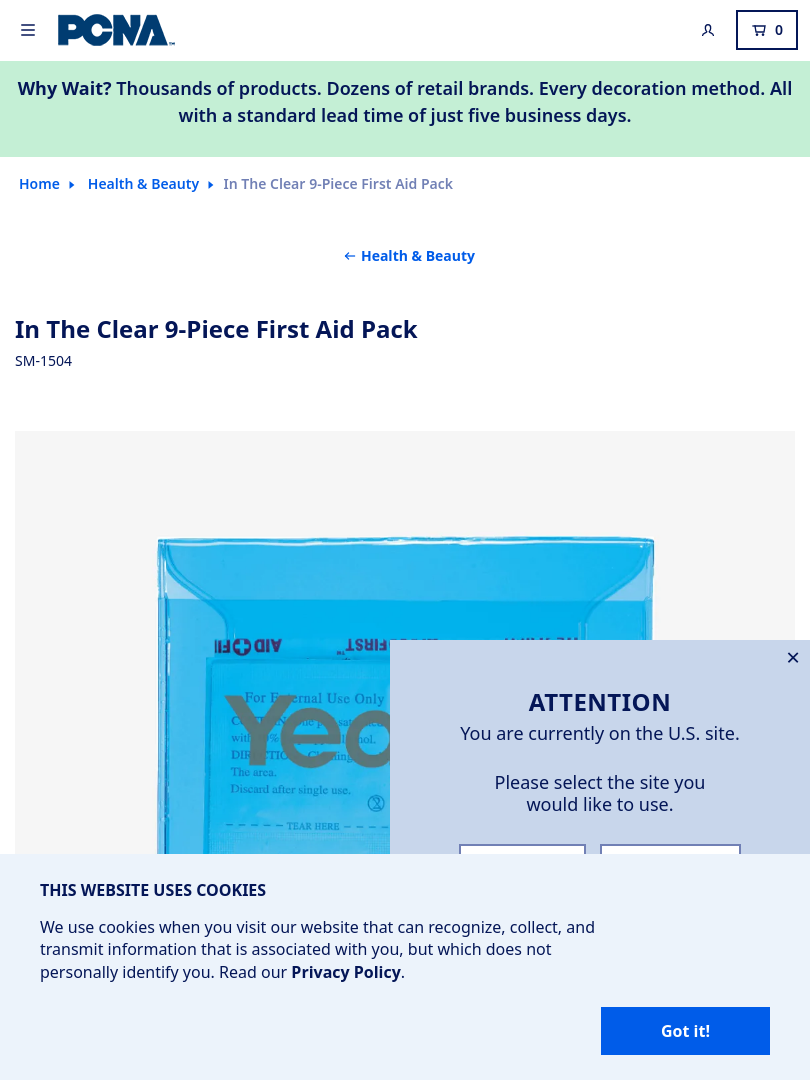 PCNA
0
Why Wait? Thousands of products. Dozens of retail brands. Every decoration method. All
with a standard lead time of just five business days.
Home Health & Beauty In The Clear 9-Piece First Aid Pack
← Health & Beauty
In The Clear 9-Piece First Aid Pack
SM-1504
For External Use Only
The area.
Discard after single use.
TEAR HERE
ATTENTION
You are currently on the U.S. site.
Please select the site you
would like to use.
THIS WEBSITE USES COOKIES
We use cookies when you visit our website that can recognize, collect, and
transmit information that is associated with you, but which does not
personally identify you. Read our Privacy Policy.
Got it!